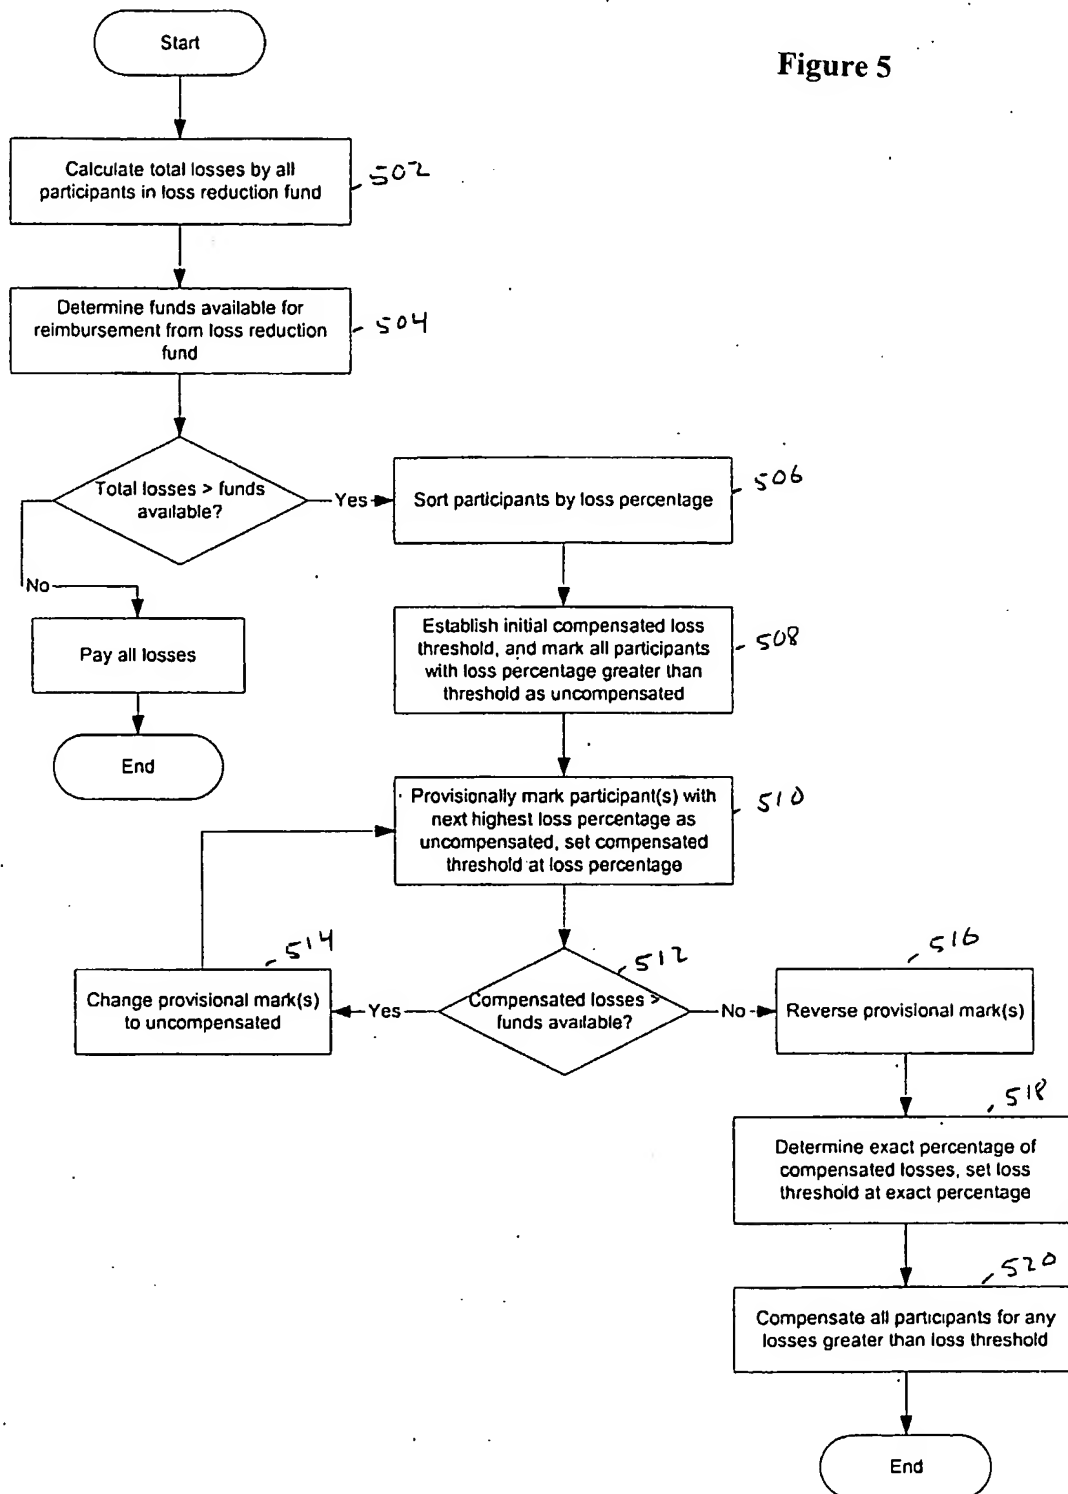 Figure 5
Start
Calculate total losses by all
participants in loss reduction fund
502
Determine funds available for
reimbursement from loss reduction
fund
504
Total losses > funds
available?
Yes
Sort participants by loss percentage
506
No
Pay all losses
End
Establish initial compensated loss
threshold, and mark all participants
with loss percentage greater than
threshold as uncompensated
508
Provisionally mark participant(s) with
next highest loss percentage as
uncompensated, set compensated
threshold at loss percentage
510
Compensated losses >
funds available?
512
Yes
Change provisional mark(s)
to uncompensated
514
No
Reverse provisional mark(s)
516
Determine exact percentage of
compensated losses, set loss
threshold at exact percentage
518
Compensate all participants for any
losses greater than loss threshold
520
End